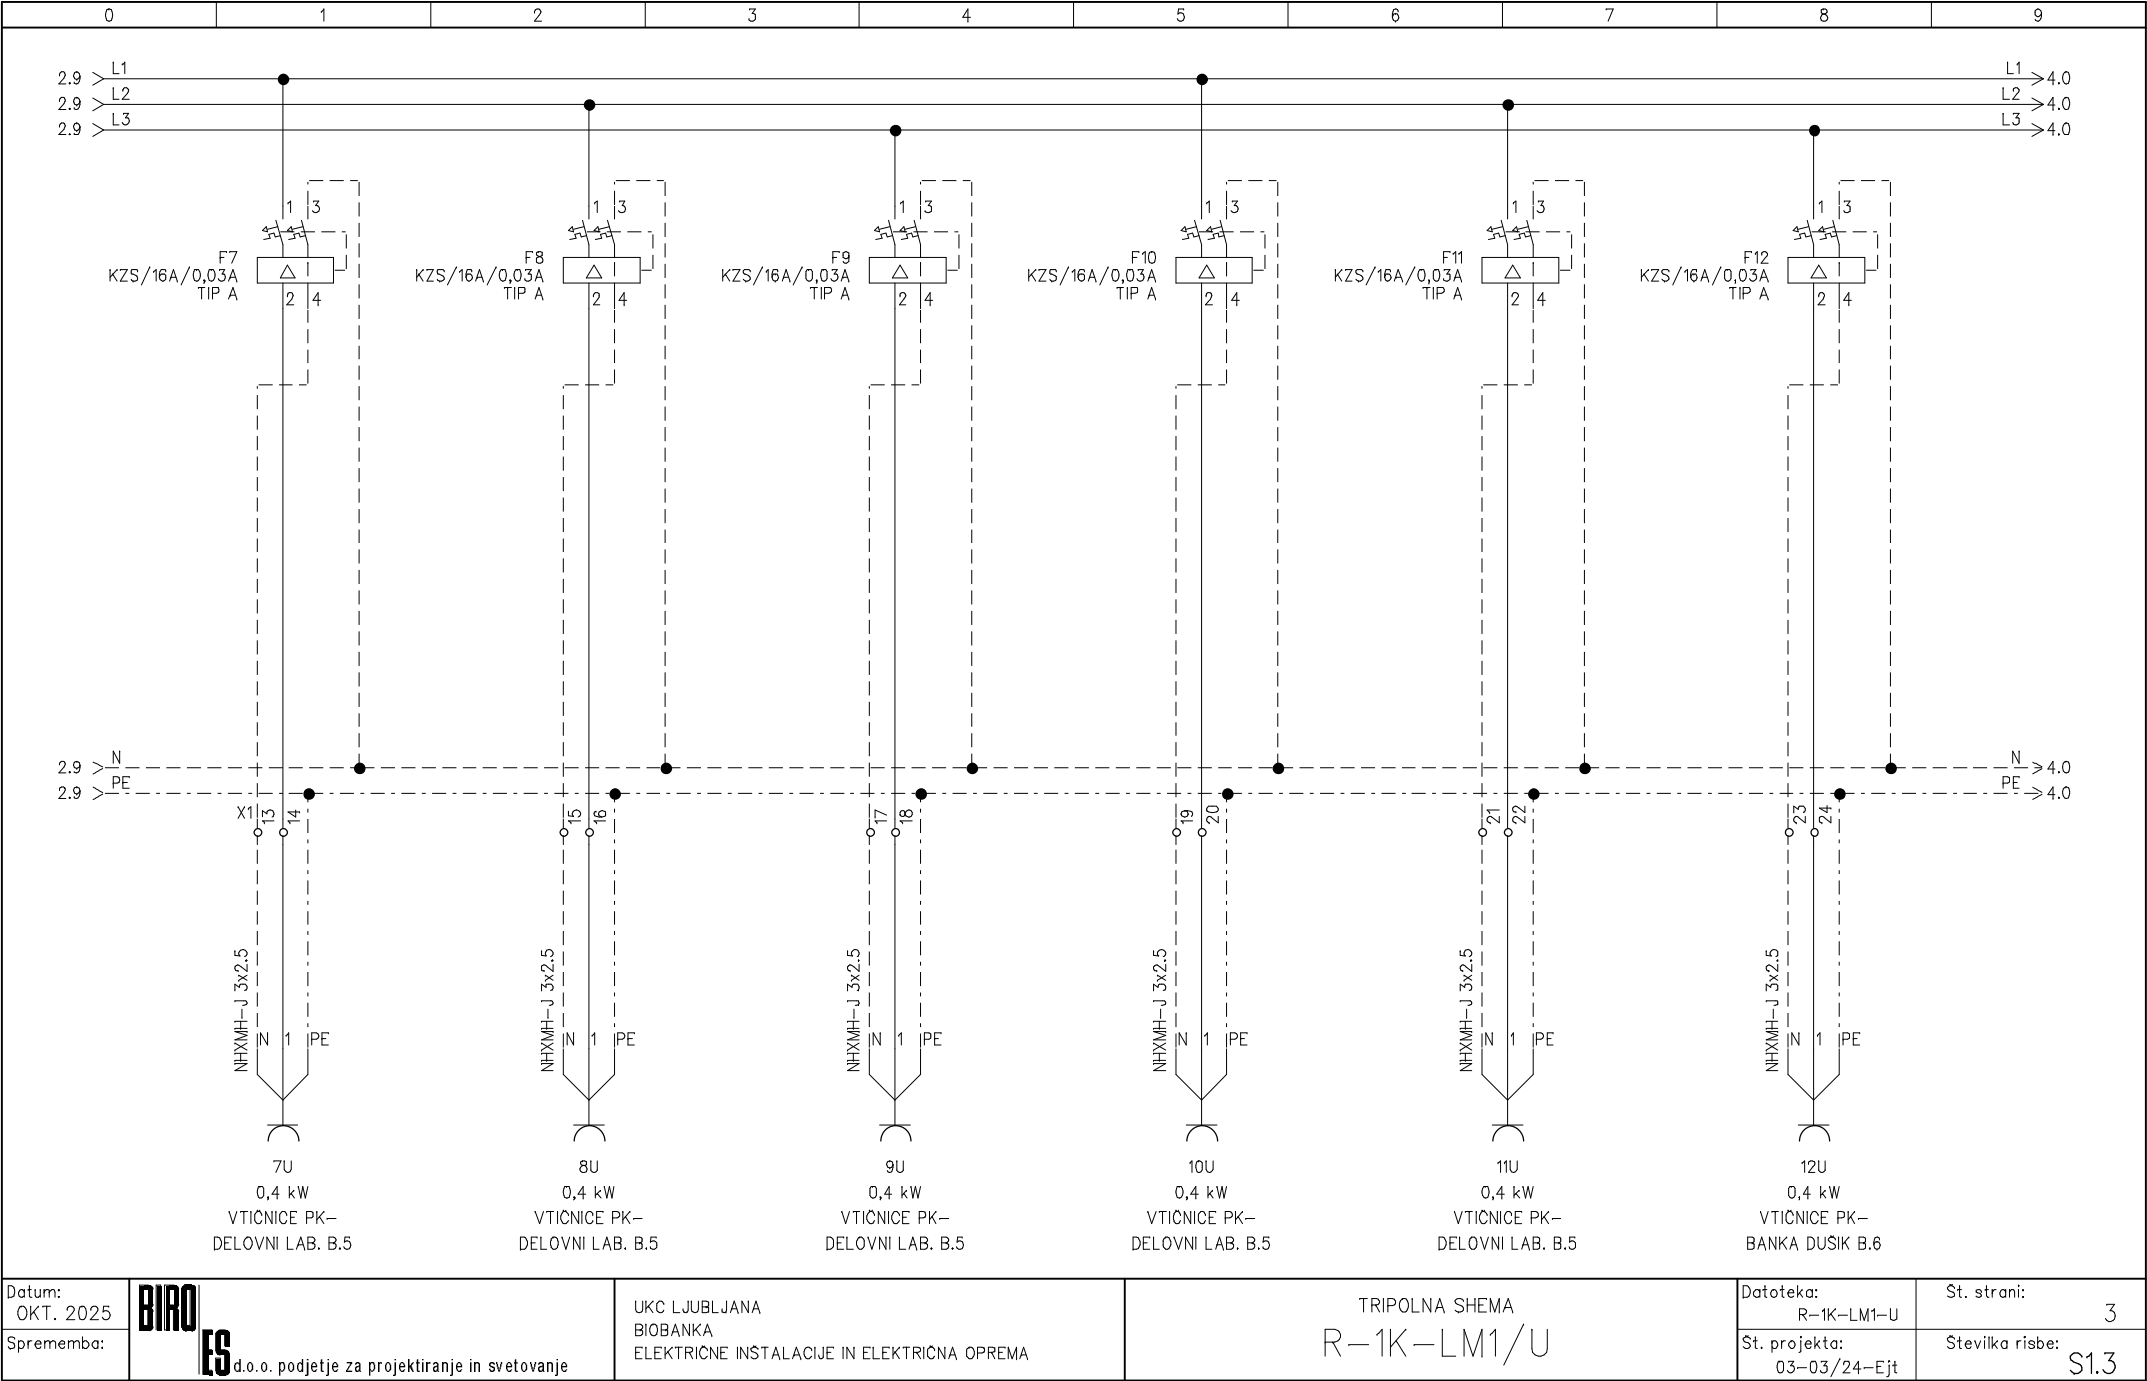 0 1 2 3 4 5 6 7 8 9
2.9 L1 L1 4.0
2.9 L2 L2 4.0
2.9 L3 L3 4.0
1 3 1 3 1 3 1 3 1 3 1 3
F7 F8 F9 F10 F11 F12
KZS/16A/0,03A KZS/16A/0,03A KZS/16A/0,03A KZS/16A/0,03A KZS/16A/0,03A KZS/16A/0,03A
TIP A TIP A TIP A TIP A TIP A TIP A
2 4 2 4 2 4 2 4 2 4 2 4
2.9 N N 4.0
2.9 PE PE 4.0
X1 13 14 15 16 17 18 19 20 21 22 23 24
NHXMH-J 3x2.5 NHXMH-J 3x2.5 NHXMH-J 3x2.5 NHXMH-J 3x2.5 NHXMH-J 3x2.5 NHXMH-J 3x2.5
N 1 PE N 1 PE N 1 PE N 1 PE N 1 PE N 1 PE
7U 8U 9U 10U 11U 12U
0,4 kW 0,4 kW 0,4 kW 0,4 kW 0,4 kW 0,4 kW
VTIČNICE PK- VTIČNICE PK- VTIČNICE PK- VTIČNICE PK- VTIČNICE PK- VTIČNICE PK-
DELOVNI LAB. B.5 DELOVNI LAB. B.5 DELOVNI LAB. B.5 DELOVNI LAB. B.5 DELOVNI LAB. B.5 BANKA DUŠIK B.6
Datum:
OKT. 2025
Sprememba:
BIRO
ES d.o.o. podjetje za projektiranje in svetovanje
UKC LJUBLJANA
BIOBANKA
ELEKTRIČNE INŠTALACIJE IN ELEKTRIČNA OPREMA
TRIPOLNA SHEMA
R-1K-LM1/U
Datoteka:
R-1K-LM1-U
Št. projekta:
03-03/24-Ejt
Št. strani:
3
Številka risbe:
S1.3